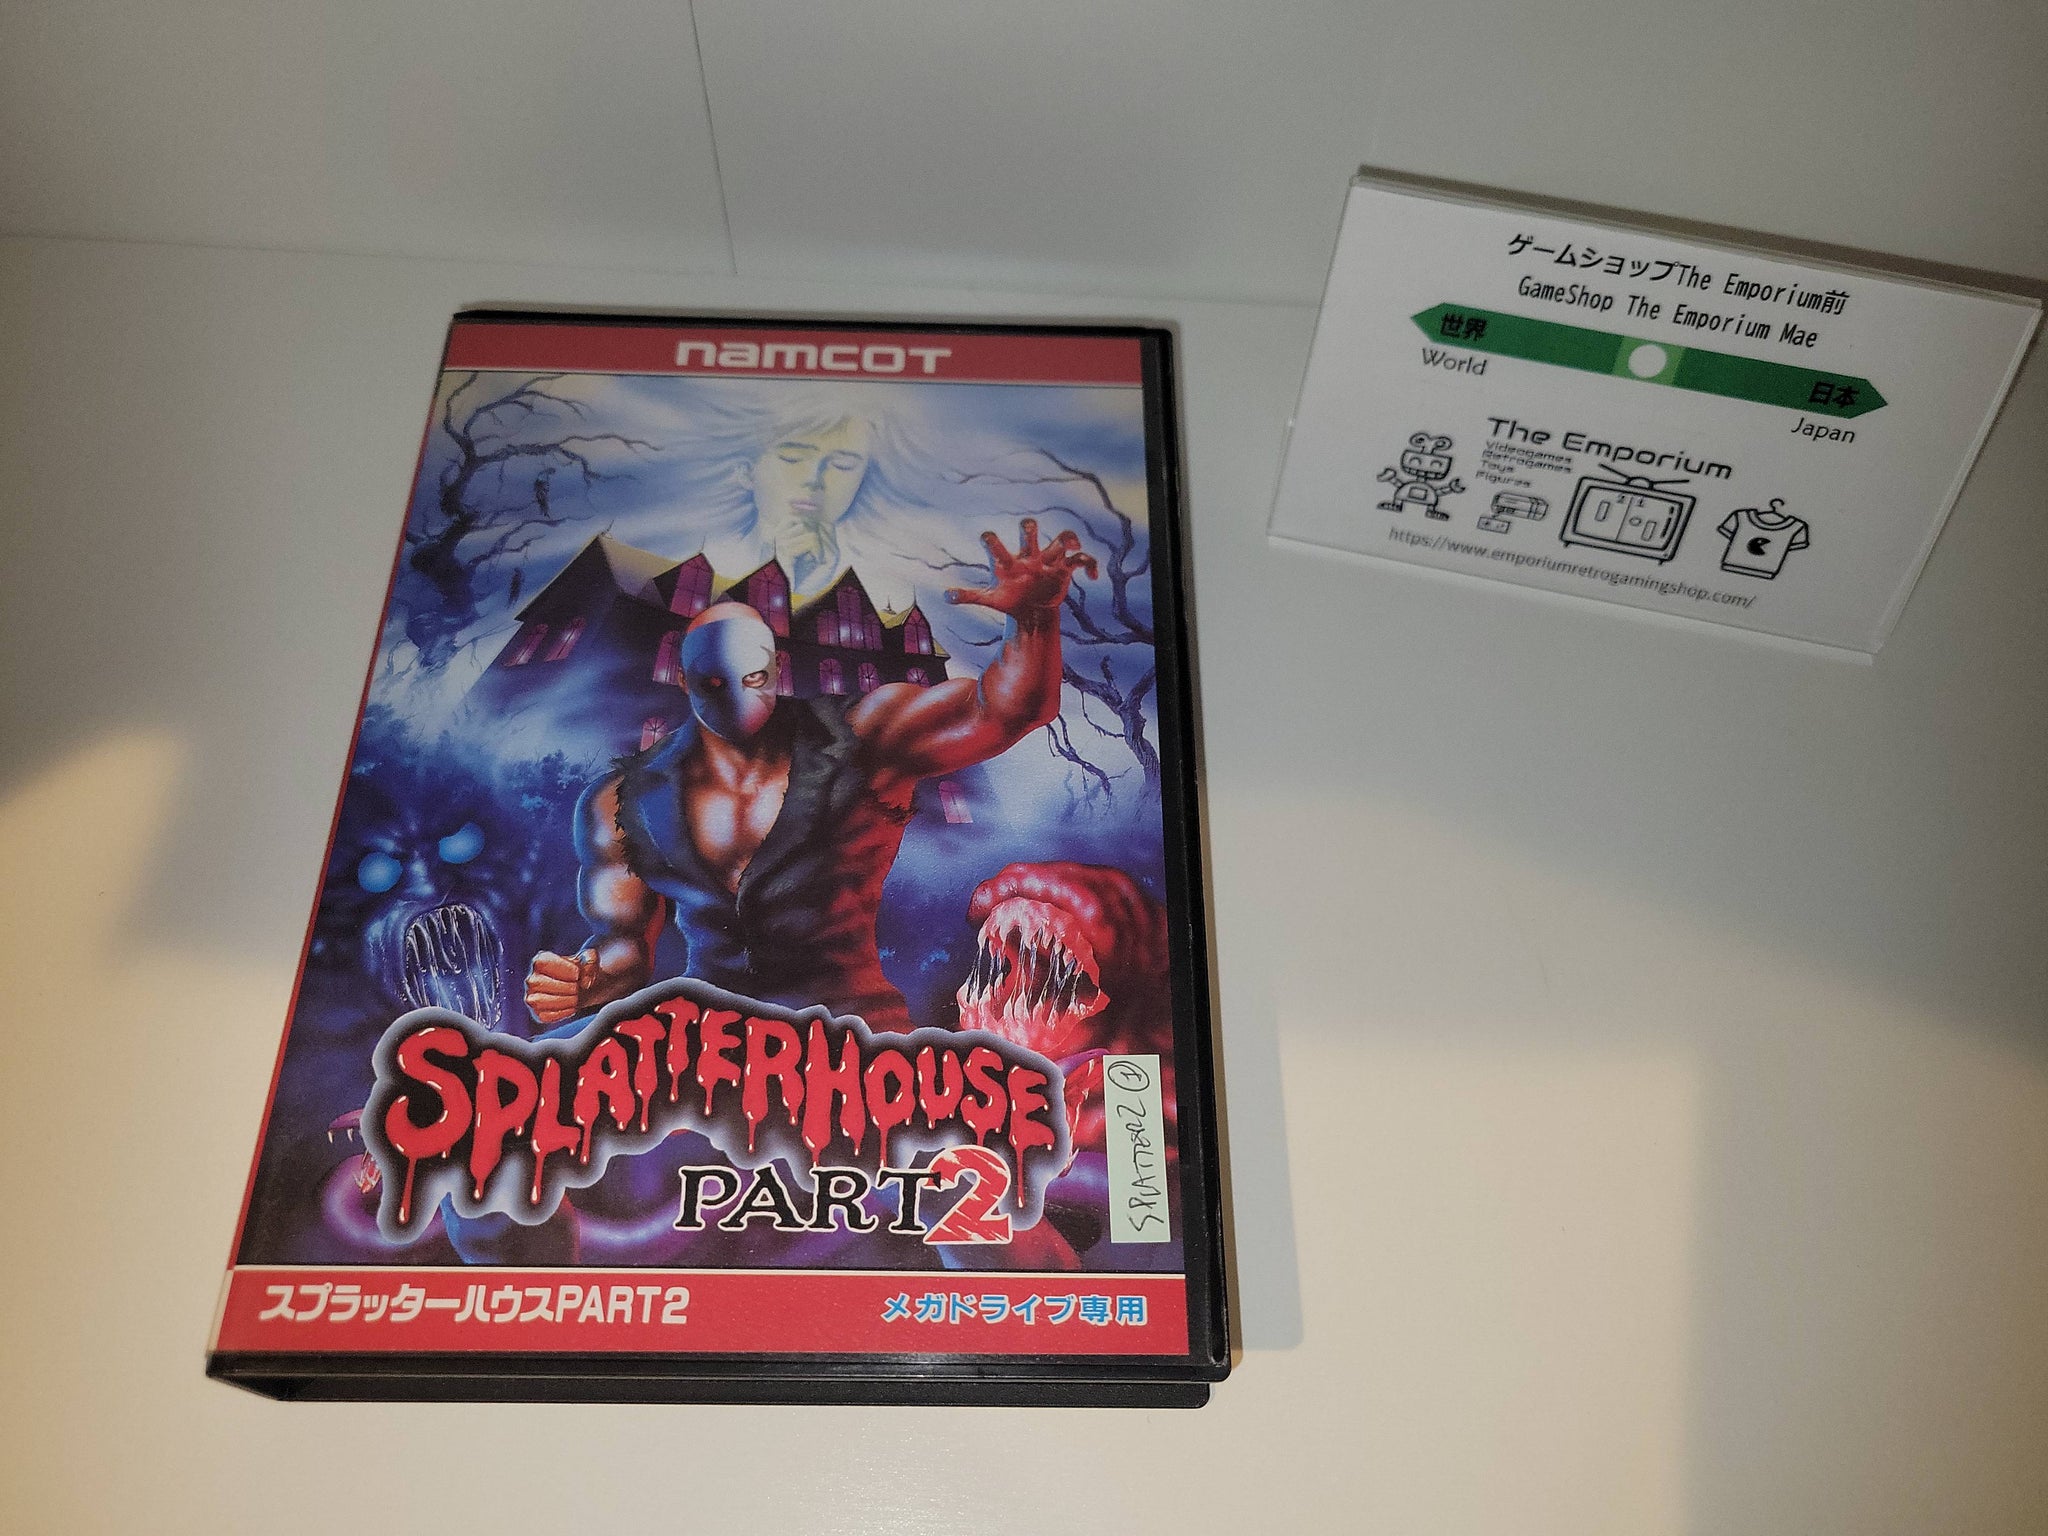 namcot
SPLATTERHOUSE
PART2
SPLATTER2 ①
スプラッターハウスPART2
メガドライブ専用
ゲームショップThe Emporium前
GameShop The Emporium Mae
世界
日本
World
Japan
The Emporium
Videogames
Retrogames
Toys
Figures
https://www.emporiumretrogamingshop.com/